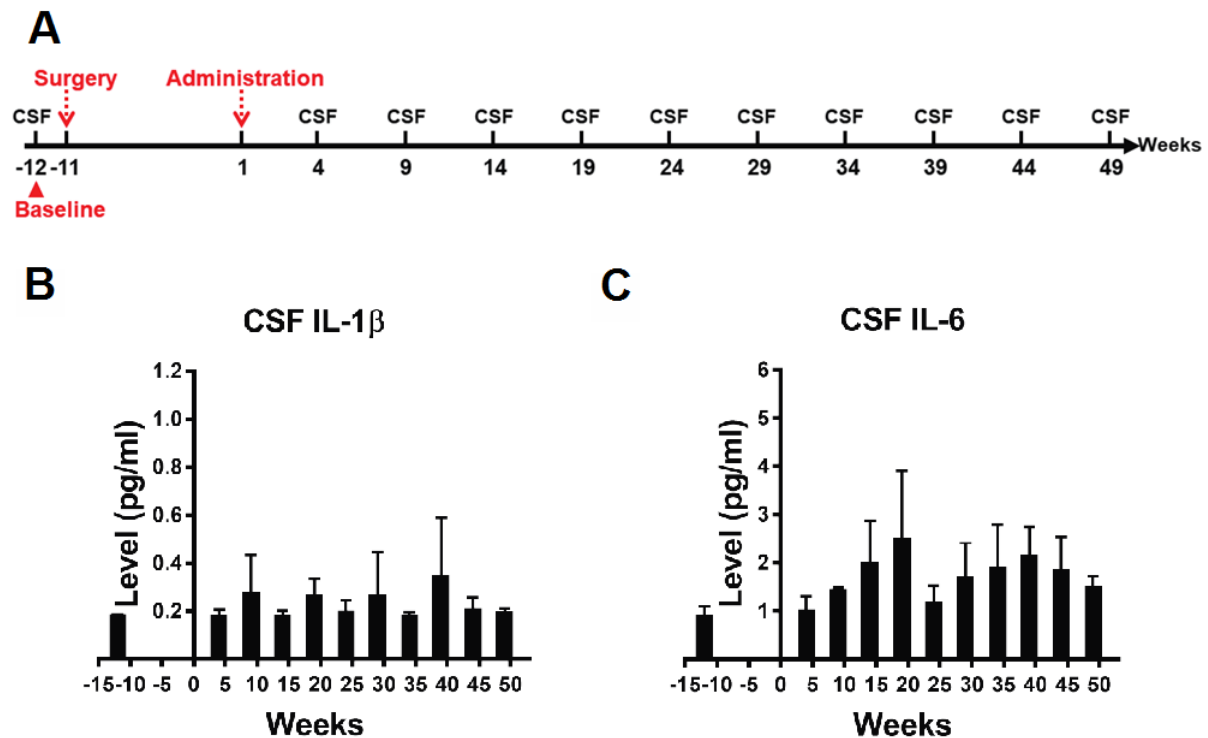 A
Surgery Administration
CSF CSF CSF CSF CSF CSF CSF CSF CSF CSF CSF
Weeks
-12 -11 1 4 9 14 19 24 29 34 39 44 49
Baseline
B
CSF IL-1β
Level (pg/ml)
1.2
1.0
0.8
0.6
0.4
0.2
-15 -10 -5 0 5 10 15 20 25 30 35 40 45 50
Weeks
C
CSF IL-6
Level (pg/ml)
6
5
4
3
2
1
-15 -10 -5 0 5 10 15 20 25 30 35 40 45 50
Weeks